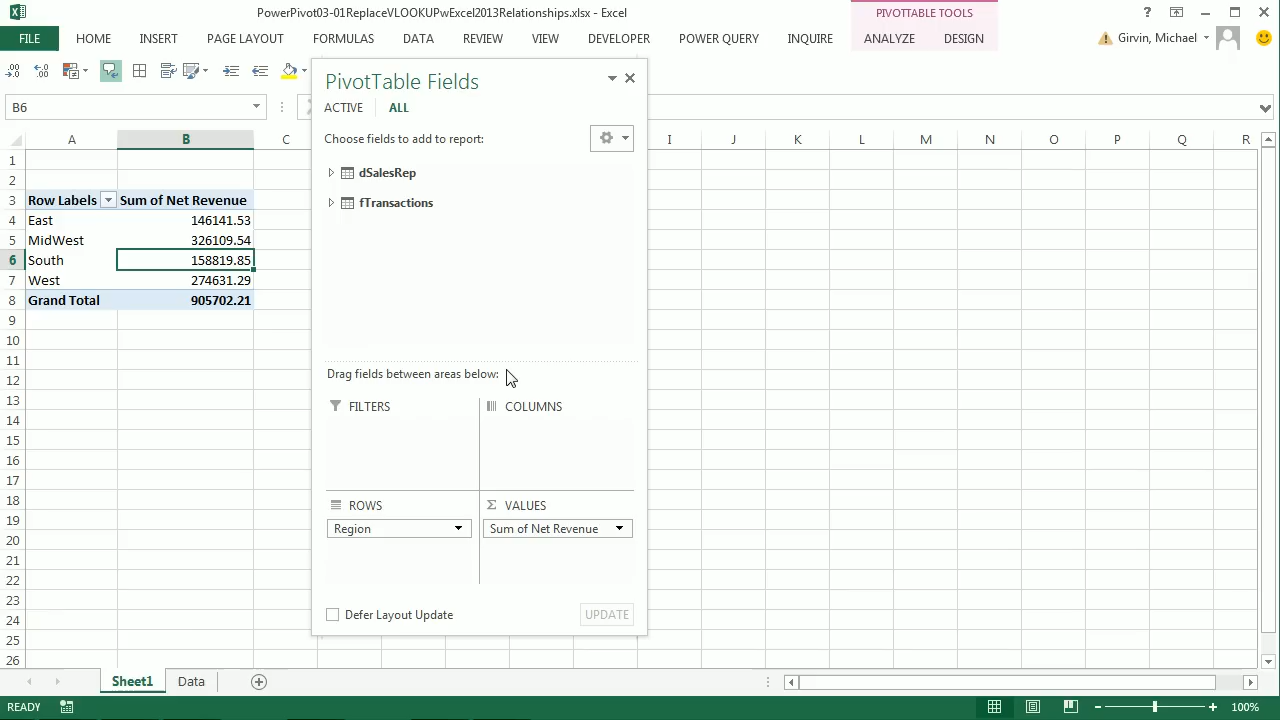 PowerPivot03-01ReplaceVLOOKUPwExcel2013Relationships.xlsx - Excel
PIVOTTABLE TOOLS
?
FILE HOME INSERT PAGE LAYOUT FORMULAS DATA REVIEW VIEW DEVELOPER POWER QUERY INQUIRE ANALYZE DESIGN Girvin, Michael
B6
PivotTable Fields
ACTIVE ALL
Choose fields to add to report:
dSalesRep
fTransactions
Drag fields between areas below:
FILTERS COLUMNS
ROWS VALUES
Region Sum of Net Revenue
Defer Layout Update UPDATE
A B C I J K L M N O P Q R
1
2
3 Row Labels Sum of Net Revenue
4 East 146141.53
5 MidWest 326109.54
6 South 158819.85
7 West 274631.29
8 Grand Total 905702.21
9
10
11
12
13
14
15
16
17
18
19
20
21
22
23
24
25
26
Sheet1 Data
READY 100%